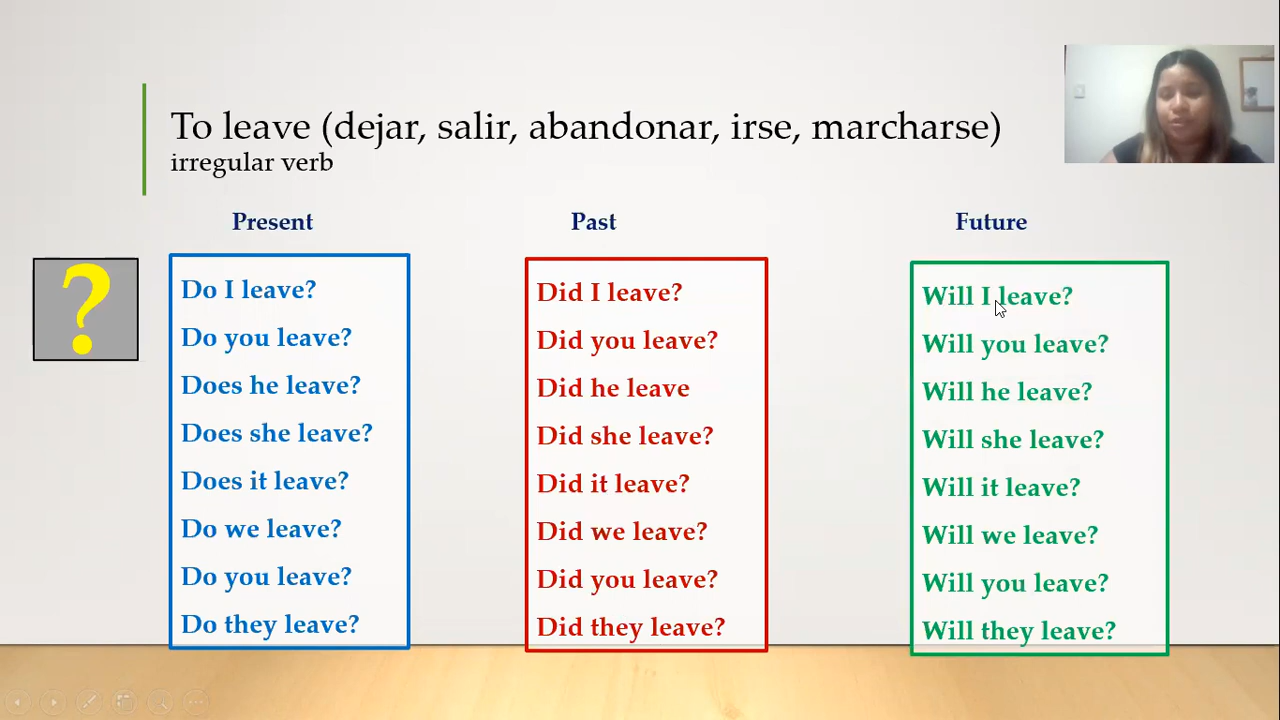 To leave (dejar, salir, abandonar, irse, marcharse)
irregular verb
Present
Past
Future
?
Do I leave?
Do you leave?
Does he leave?
Does she leave?
Does it leave?
Do we leave?
Do you leave?
Do they leave?
Did I leave?
Did you leave?
Did he leave
Did she leave?
Did it leave?
Did we leave?
Did you leave?
Did they leave?
Will I leave?
Will you leave?
Will he leave?
Will she leave?
Will it leave?
Will we leave?
Will you leave?
Will they leave?